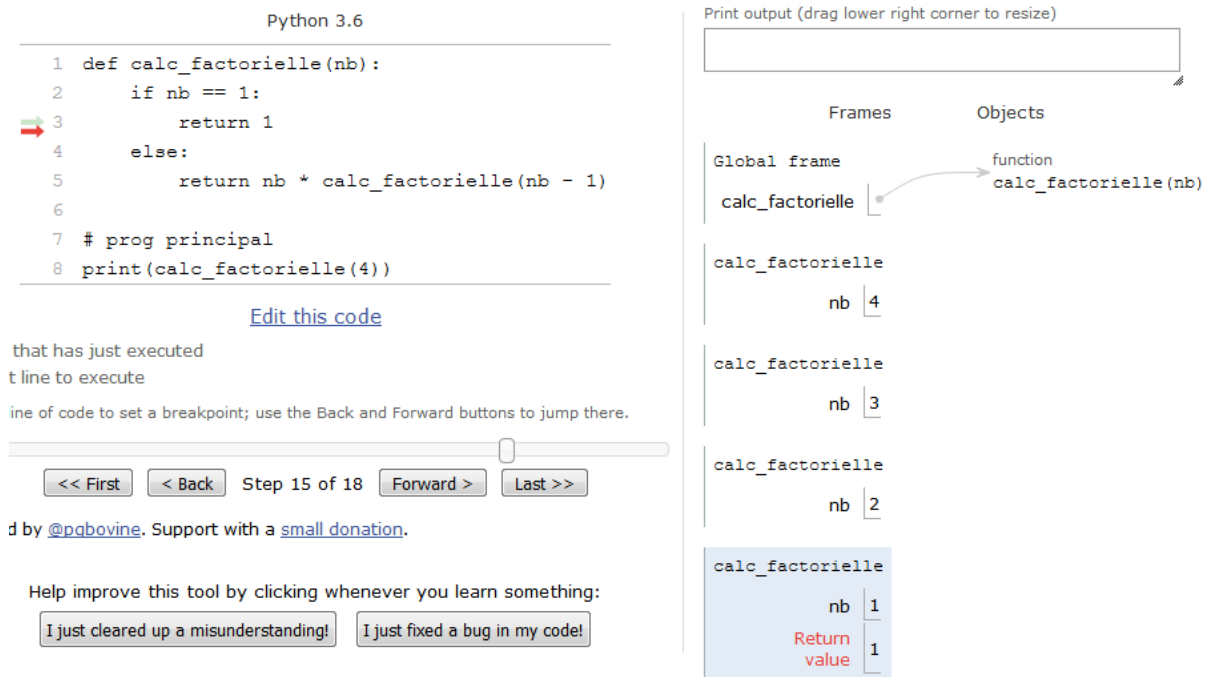 Python 3.6
1 def calc_factorielle(nb):
2     if nb == 1:
3         return 1
4     else:
5         return nb * calc_factorielle(nb - 1)
6
7 # prog principal
8 print(calc_factorielle(4))
Edit this code
that has just executed
t line to execute
ine of code to set a breakpoint; use the Back and Forward buttons to jump there.
<< First < Back Step 15 of 18 Forward > Last >>
d by @pgbovine. Support with a small donation.
Help improve this tool by clicking whenever you learn something:
I just cleared up a misunderstanding! I just fixed a bug in my code!
Print output (drag lower right corner to resize)
Frames Objects
Global frame
calc_factorielle
function
calc_factorielle(nb)
calc_factorielle
nb 4
calc_factorielle
nb 3
calc_factorielle
nb 2
calc_factorielle
nb 1
Return
value 1